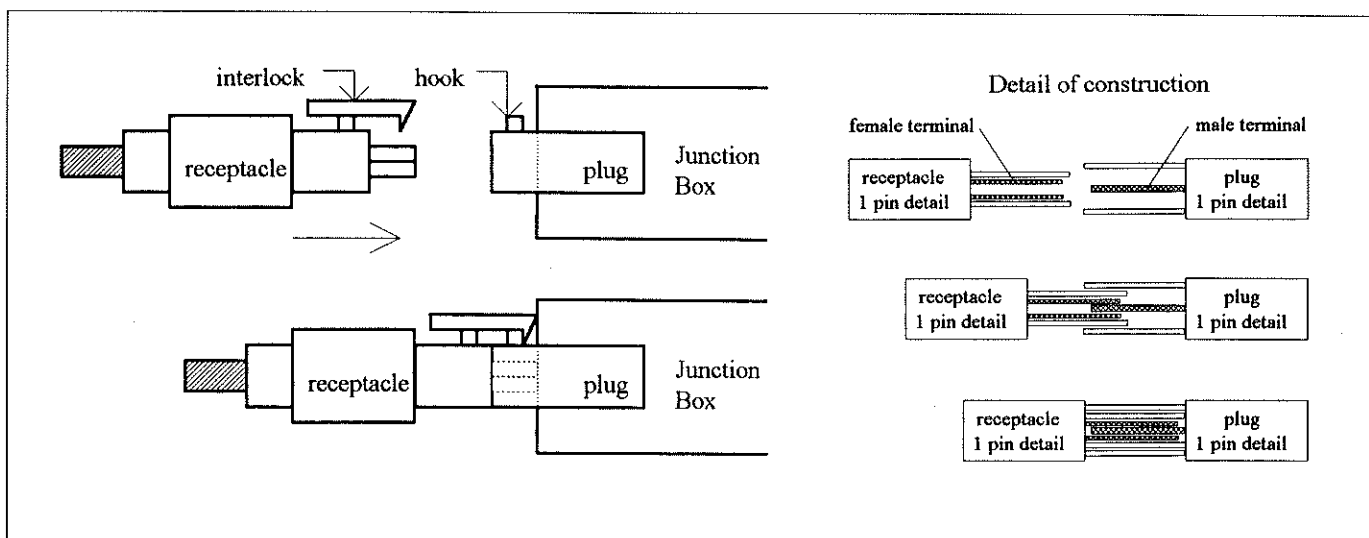 interlock
hook
receptacle
plug
Junction
Box
receptacle
plug
Junction
Box
Detail of construction
female terminal
male terminal
receptacle
1 pin detail
plug
1 pin detail
receptacle
1 pin detail
plug
1 pin detail
receptacle
1 pin detail
plug
1 pin detail